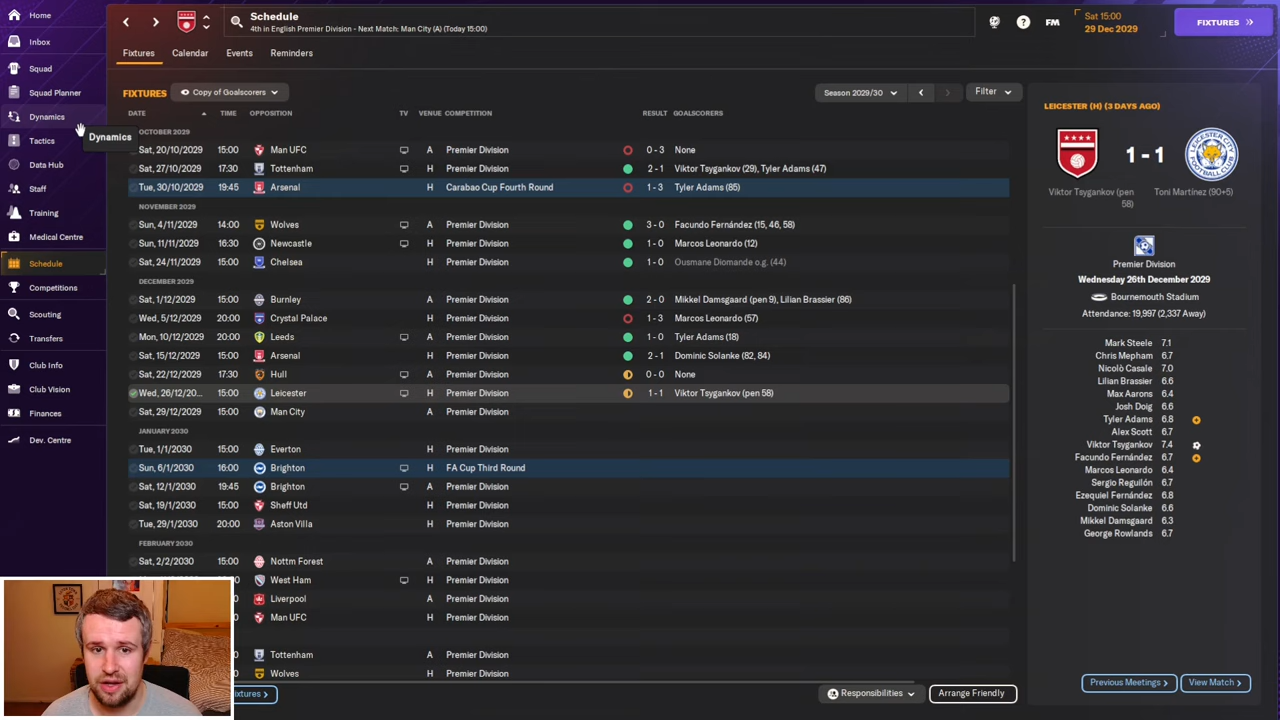 Home
Inbox
Squad
Squad Planner
Dynamics
Dynamics
Tactics
Data Hub
Staff
Training
Medical Centre
Schedule
Competitions
Scouting
Transfers
Club Info
Club Vision
Finances
Dev. Centre
Schedule
4th in English Premier Division - Next Match: Man City (A) (Today 15:00)
? FM
Sat 15:00
29 Dec 2029
FIXTURES
Fixtures Calendar Events Reminders
FIXTURES Copy of Goalscorers Season 2029/30 Filter
DATE TIME OPPOSITION TV VENUE COMPETITION RESULT GOALSCORERS
OCTOBER 2029
Sat, 20/10/2029 15:00 Man UFC A Premier Division 0 - 3 None
Sat, 27/10/2029 17:30 Tottenham H Premier Division 2 - 1 Viktor Tsygankov (29), Tyler Adams (47)
Tue, 30/10/2029 19:45 Arsenal H Carabao Cup Fourth Round 1 - 3 Tyler Adams (85)
NOVEMBER 2029
Sun, 4/11/2029 14:00 Wolves A Premier Division 3 - 0 Facundo Fernández (15, 46, 58)
Sun, 11/11/2029 16:30 Newcastle H Premier Division 1 - 0 Marcos Leonardo (12)
Sat, 24/11/2029 15:00 Chelsea H Premier Division 1 - 0 Ousmane Diomande o.g. (44)
DECEMBER 2029
Sat, 1/12/2029 15:00 Burnley A Premier Division 2 - 0 Mikkel Damsgaard (pen 9), Lilian Brassier (86)
Wed, 5/12/2029 20:00 Crystal Palace H Premier Division 1 - 3 Marcos Leonardo (57)
Mon, 10/12/2029 20:00 Leeds A Premier Division 1 - 0 Tyler Adams (18)
Sat, 15/12/2029 15:00 Arsenal H Premier Division 2 - 1 Dominic Solanke (82, 84)
Sat, 22/12/2029 17:30 Hull A Premier Division 0 - 0 None
Wed, 26/12/20... 15:00 Leicester H Premier Division 1 - 1 Viktor Tsygankov (pen 58)
Sat, 29/12/2029 15:00 Man City A Premier Division
JANUARY 2030
Tue, 1/1/2030 15:00 Everton H Premier Division
Sun, 6/1/2030 16:00 Brighton H FA Cup Third Round
Sat, 12/1/2030 19:45 Brighton A Premier Division
Sat, 19/1/2030 15:00 Sheff Utd H Premier Division
Tue, 29/1/2030 20:00 Aston Villa H Premier Division
FEBRUARY 2030
Sat, 2/2/2030 15:00 Nottm Forest A Premier Division
West Ham H Premier Division
Liverpool A Premier Division
Man UFC H Premier Division
Tottenham A Premier Division
Wolves H Premier Division
Responsibilities Arrange Friendly
LEICESTER (H) (3 DAYS AGO)
1 - 1
Viktor Tsygankov (pen 58) Toni Martínez (90+5)
Premier Division
Wednesday 26th December 2029
Bournemouth Stadium
Attendance: 19,997 (2,337 Away)
Mark Steele 7.1
Chris Mepham 6.7
Nicolò Casale 7.0
Lilian Brassier 6.6
Max Aarons 6.4
Josh Doig 6.6
Tyler Adams 6.8
Alex Scott 6.7
Viktor Tsygankov 7.4
Facundo Fernández 6.7
Marcos Leonardo 6.4
Sergio Reguilón 6.7
Ezequiel Fernández 6.8
Dominic Solanke 6.6
Mikkel Damsgaard 6.3
George Rowlands 6.7
Previous Meetings View Match